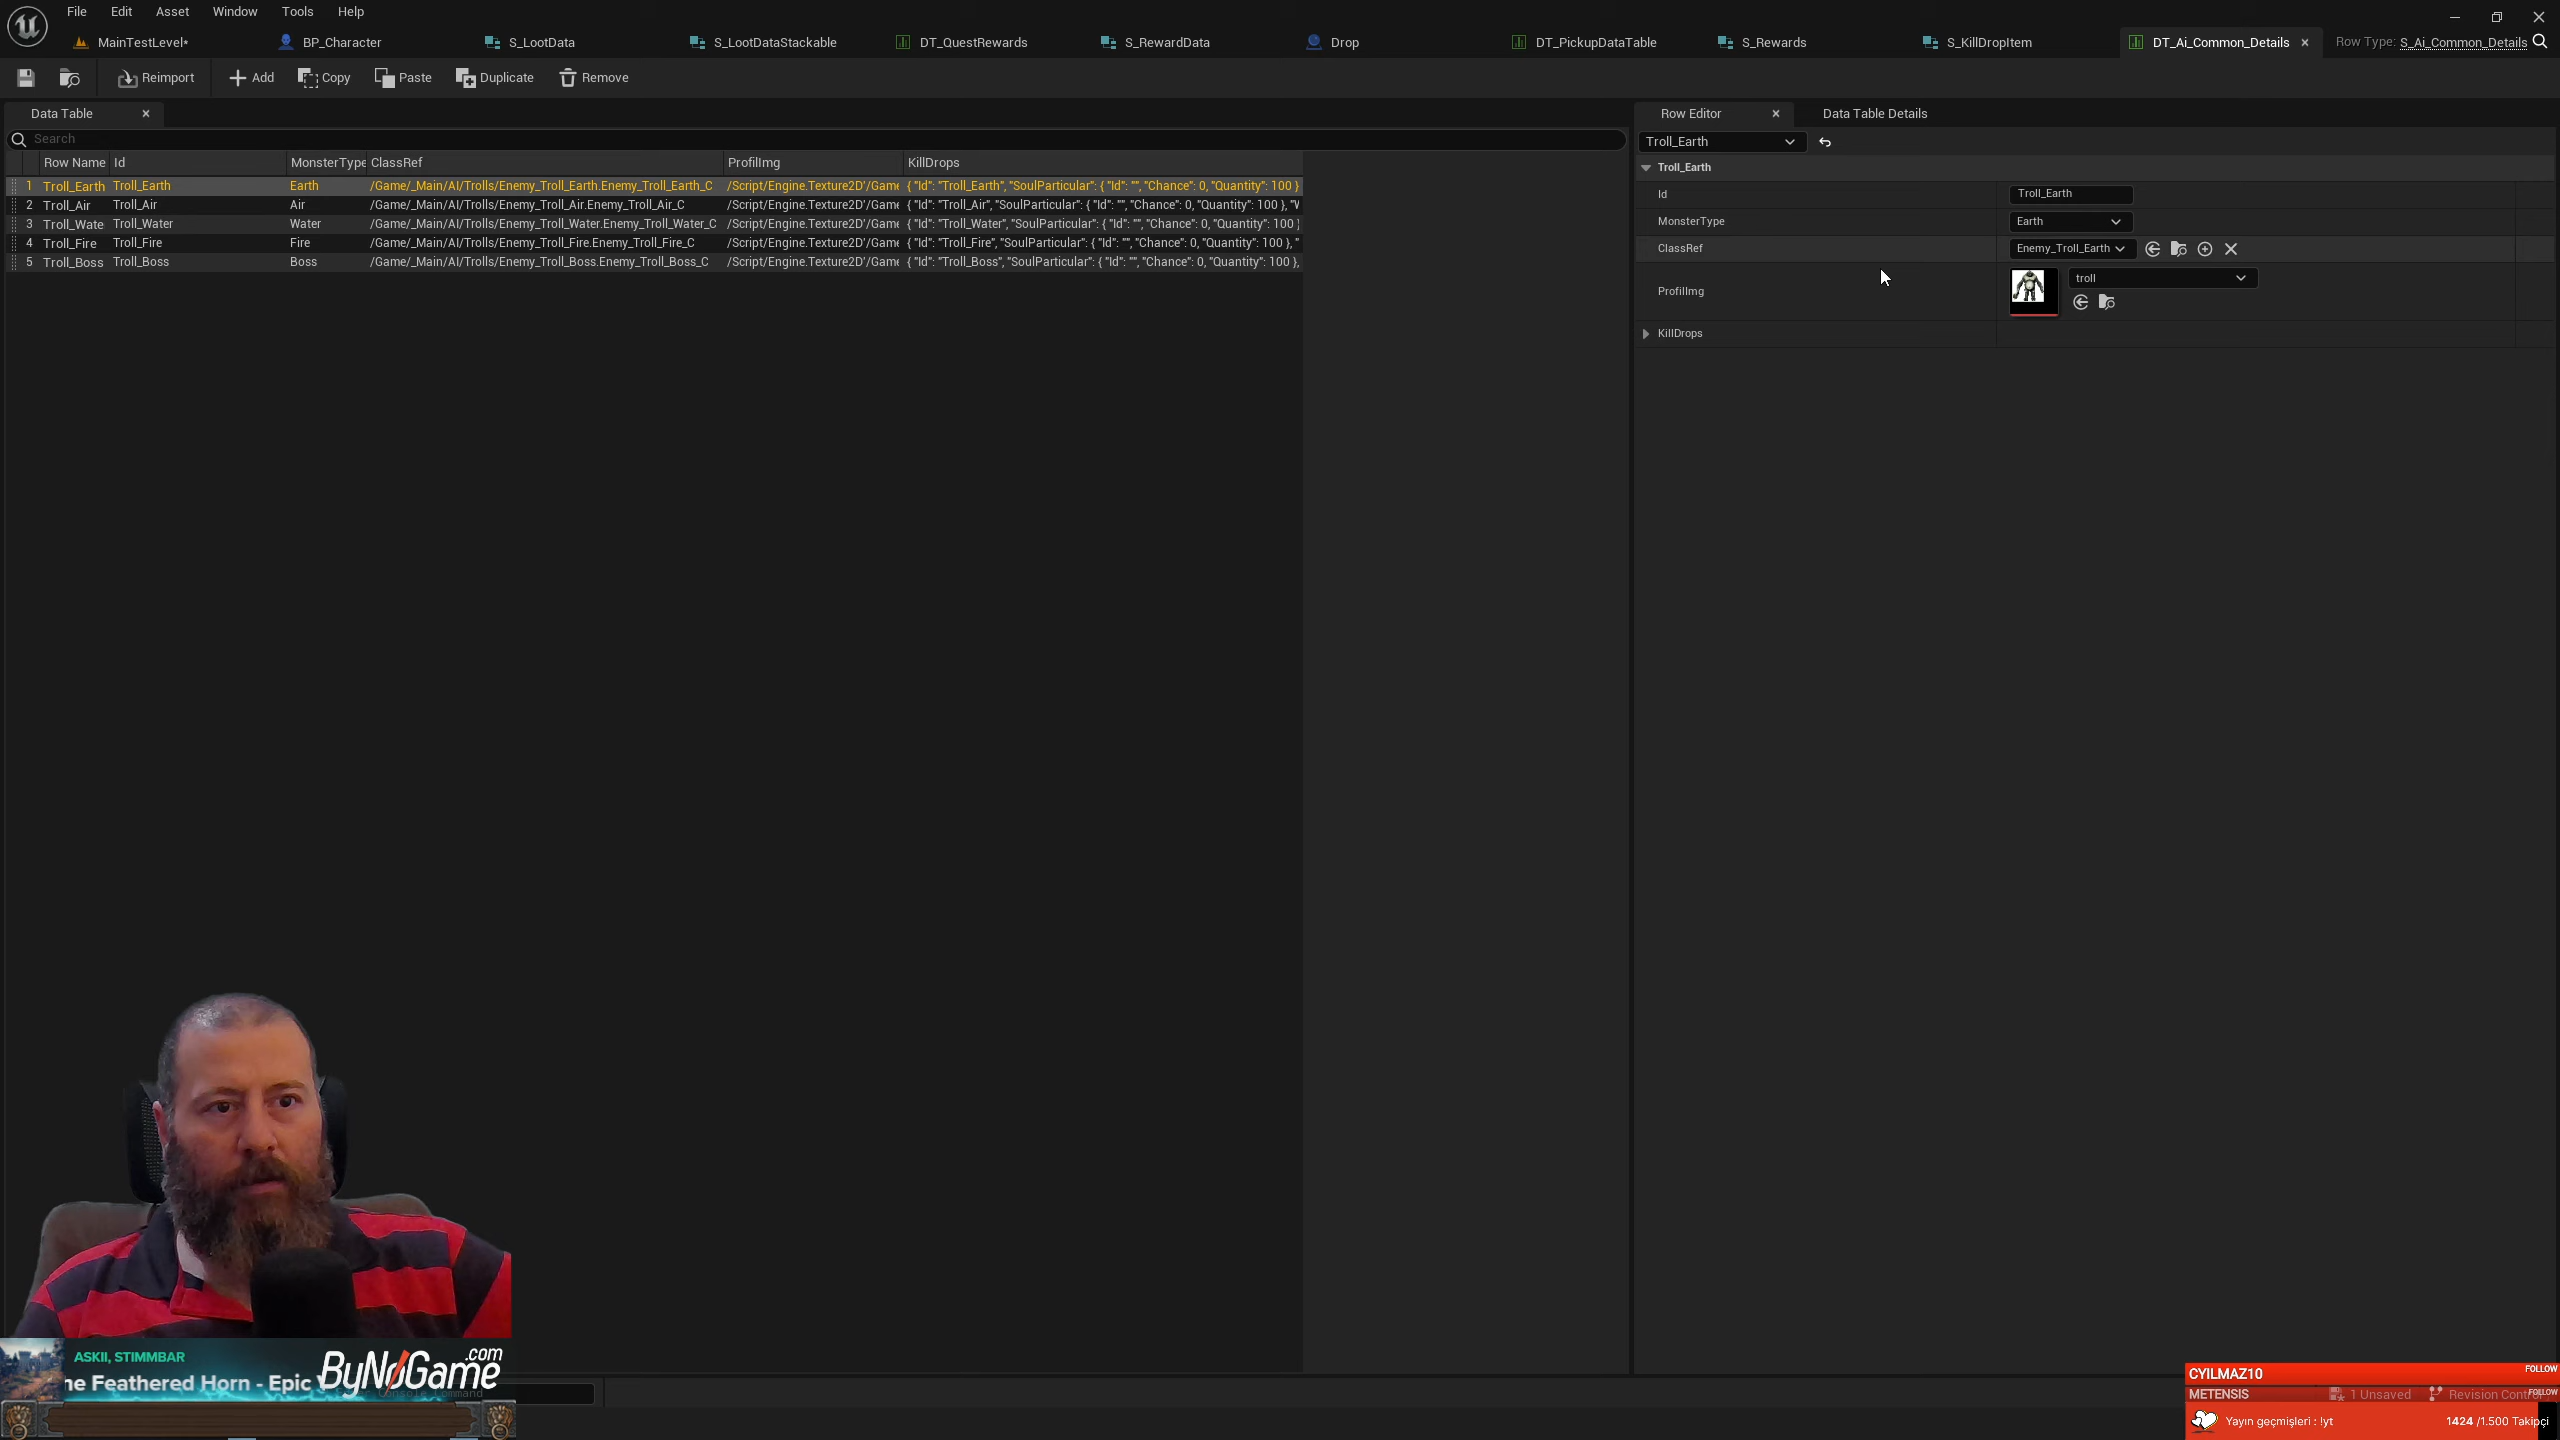 File Edit Asset Window Tools Help
MainTestLevel* BP_Character S_LootData S_LootDataStackable DT_QuestRewards S_RewardData Drop DT_PickupDataTable S_Rewards S_KillDropItem DT_Ai_Common_Details Row Type: S_Ai_Common_Details
Reimport Add Copy Paste Duplicate Remove
Data Table
Search
Row Name Id MonsterType ClassRef ProfilImg KillDrops
1 Troll_Earth Troll_Earth Earth /Game/_Main/AI/Trolls/Enemy_Troll_Earth.Enemy_Troll_Earth_C /Script/Engine.Texture2D'/Game { "Id": "Troll_Earth", "SoulParticular": { "Id": "", "Chance": 0, "Quantity": 100 }
2 Troll_Air Troll_Air Air /Game/_Main/AI/Trolls/Enemy_Troll_Air.Enemy_Troll_Air_C /Script/Engine.Texture2D'/Game { "Id": "Troll_Air", "SoulParticular": { "Id": "", "Chance": 0, "Quantity": 100 },
3 Troll_Wate Troll_Water Water /Game/_Main/AI/Trolls/Enemy_Troll_Water.Enemy_Troll_Water_C /Script/Engine.Texture2D'/Game { "Id": "Troll_Water", "SoulParticular": { "Id": "", "Chance": 0, "Quantity": 100 }
4 Troll_Fire Troll_Fire Fire /Game/_Main/AI/Trolls/Enemy_Troll_Fire.Enemy_Troll_Fire_C /Script/Engine.Texture2D'/Game { "Id": "Troll_Fire", "SoulParticular": { "Id": "", "Chance": 0, "Quantity": 100 }, "
5 Troll_Boss Troll_Boss Boss /Game/_Main/AI/Trolls/Enemy_Troll_Boss.Enemy_Troll_Boss_C /Script/Engine.Texture2D'/Game { "Id": "Troll_Boss", "SoulParticular": { "Id": "", "Chance": 0, "Quantity": 100 },
Row Editor Data Table Details
Troll_Earth
Troll_Earth
Id Troll_Earth
MonsterType Earth
ClassRef Enemy_Troll_Earth
ProfilImg troll
KillDrops
ASKII, STIMMBAR
he Feathered Horn - Epic
ByNoGame.com
Console Command
CYILMAZ10 FOLLOW
METENSIS FOLLOW
1 Unsaved Revision Contr
Yayın geçmişleri : !yt 1424 /1.500 Takipçi